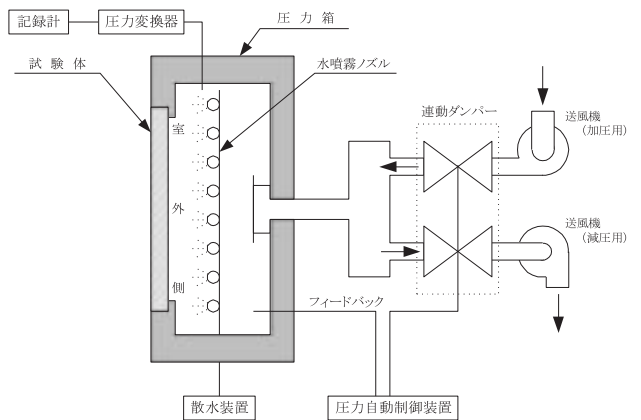 記録計
圧力変換器
圧力箱
試験体
水噴霧ノズル
連動ダンパー
送風機
(加圧用)
室
外
側
送風機
(減圧用)
フィードバック
散水装置
圧力自動制御装置